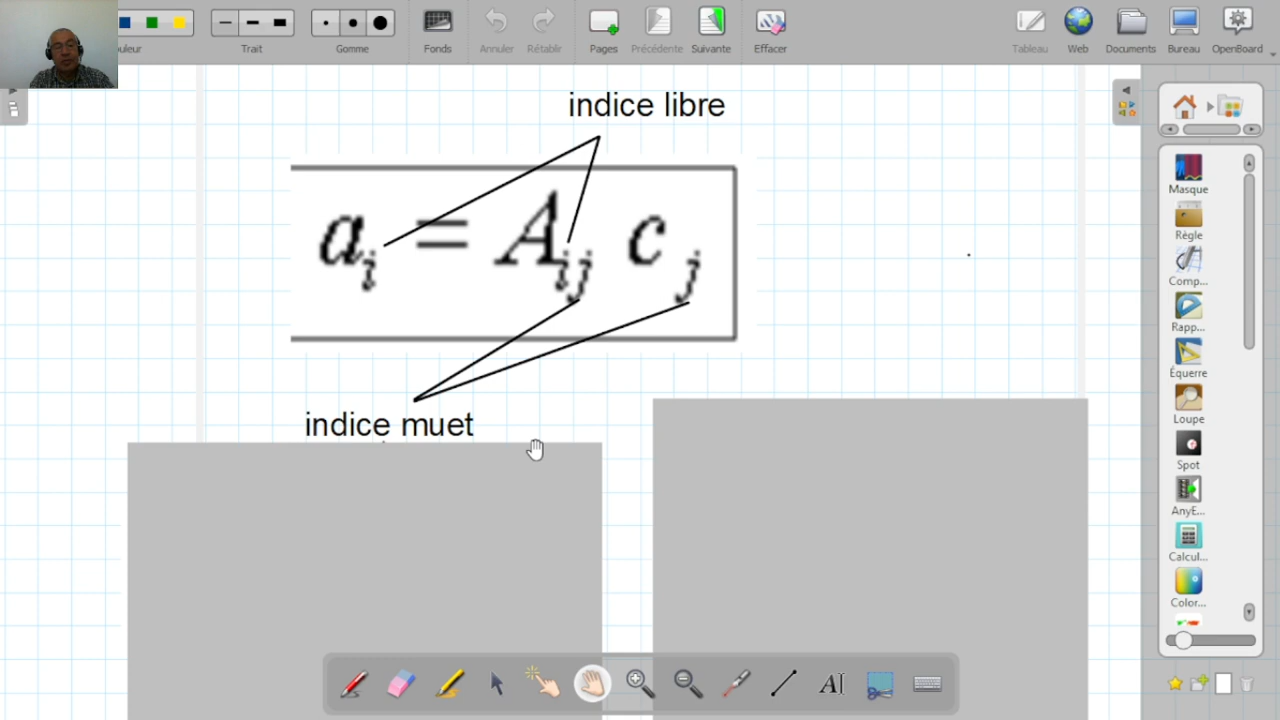 uleur
Trait
Gomme
Fonds
Annuler
Rétablir
Pages
Précédente
Suivante
Effacer
Tableau
Web
Documents
Bureau
OpenBoard
indice libre
a_i = A_ij c_j
indice muet
Masque
Règle
Comp...
Rapp...
Équerre
Loupe
Spot
AnyE...
Calcul...
Color...
AI